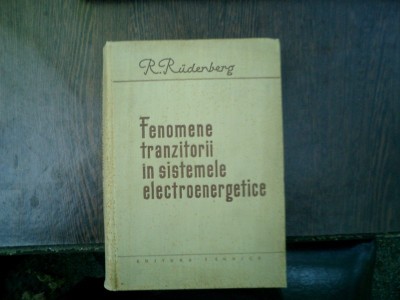 R. Rüdenberg
Fenomene
tranzitorii
în sistemele
electroenergetice
EDITURA TEHNICĂ